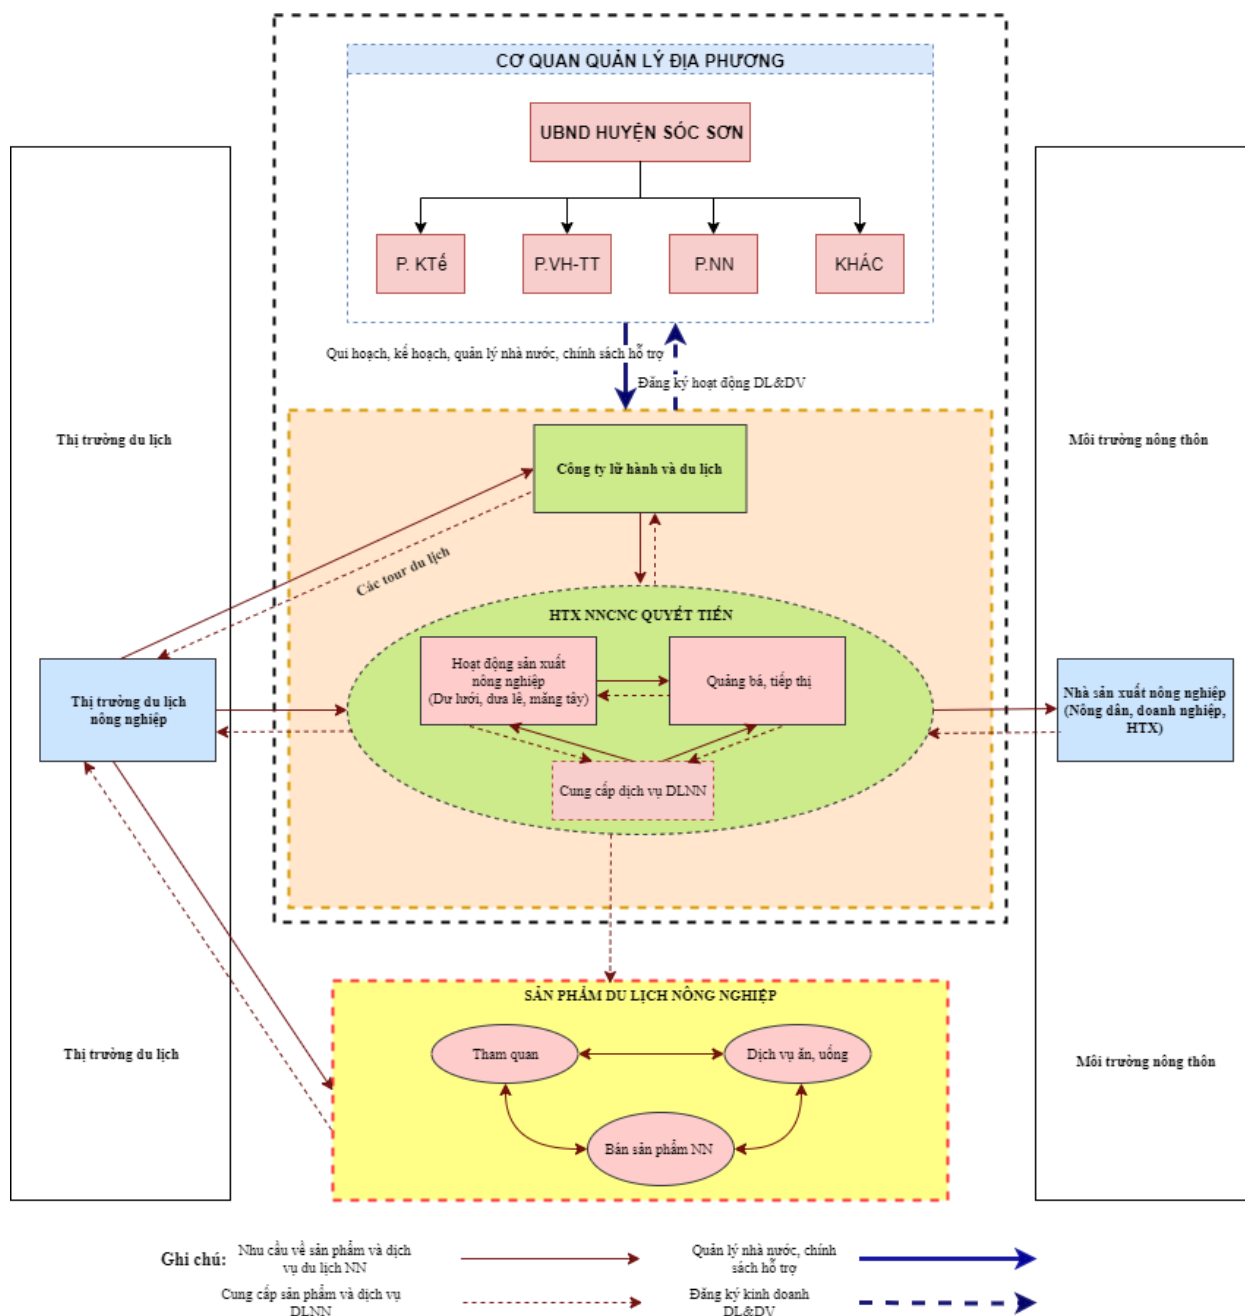 CƠ QUAN QUẢN LÝ ĐỊA PHƯƠNG
UBND HUYỆN SÓC SƠN
P. KTế
P.VH-TT
P.NN
KHÁC
Qui hoạch, kế hoạch, quản lý nhà nước, chính sách hỗ trợ
Đăng ký hoạt động DL&DV
Thị trường du lịch
Công ty lữ hành và du lịch
Môi trường nông thôn
Các tour du lịch
HTX NNCNC QUYẾT TIẾN
Hoạt động sản xuất
nông nghiệp
(Dư lưới, dưa lê, măng tây)
Quảng bá, tiếp thị
Thị trường du lịch
nông nghiệp
Nhà sản xuất nông nghiệp
(Nông dân, doanh nghiệp,
HTX)
Cung cấp dịch vụ DLNN
SẢN PHẨM DU LỊCH NÔNG NGHIỆP
Thị trường du lịch
Tham quan
Dịch vụ ăn, uống
Môi trường nông thôn
Bán sản phẩm NN
Ghi chú:
Nhu cầu về sản phẩm và dịch
vụ du lịch NN
Quản lý nhà nước, chính
sách hỗ trợ
Cung cấp sản phẩm và dịch vụ
DLNN
Đăng ký kinh doanh
DL&DV